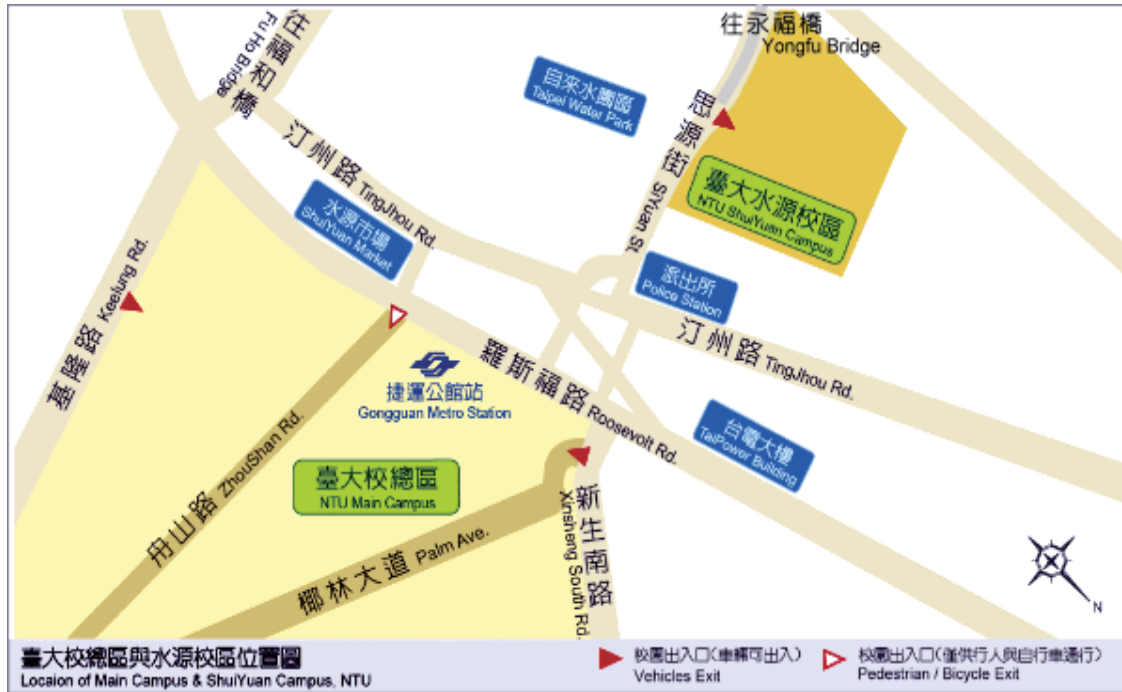 往福和橋
Fu Ho Bridge
往永福橋
Yongfu Bridge
自來水園區
Taipei Water Park
思源街 SiYuan St.
汀州路 TingJhou Rd.
水源市場
ShuiYuan Market
臺大水源校區
NTU ShuiYuan Campus
派出所
Police Station
基隆路 Keelung Rd.
汀州路 TingJhou Rd.
羅斯福路 Roosevolt Rd.
捷運公館站
Gongguan Metro Station
台電大樓
TaiPower Building
舟山路 ZhouShan Rd.
臺大校總區
NTU Main Campus
椰林大道 Palm Ave.
新生南路
Xinsheng South Rd.
N
臺大校總區與水源校區位置圖
Locaion of Main Campus & ShuiYuan Campus, NTU
校園出入口(車輛可出入)
Vehicles Exit
校園出入口(僅供行人與自行車通行)
Pedestrian / Bicycle Exit